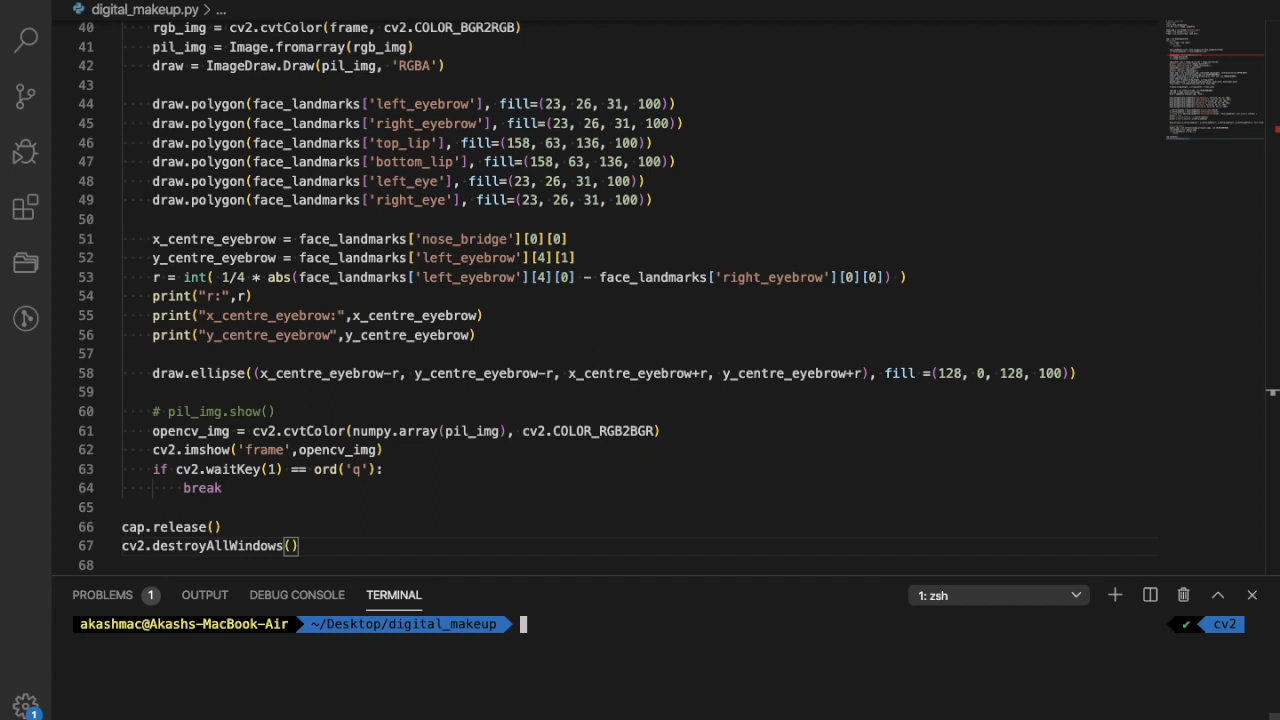 digital_makeup.py > ...
40 rgb_img = cv2.cvtColor(frame, cv2.COLOR_BGR2RGB)
41 pil_img = Image.fromarray(rgb_img)
42 draw = ImageDraw.Draw(pil_img, 'RGBA')
43
44 draw.polygon(face_landmarks['left_eyebrow'], fill=(23, 26, 31, 100))
45 draw.polygon(face_landmarks['right_eyebrow'], fill=(23, 26, 31, 100))
46 draw.polygon(face_landmarks['top_lip'], fill=(158, 63, 136, 100))
47 draw.polygon(face_landmarks['bottom_lip'], fill=(158, 63, 136, 100))
48 draw.polygon(face_landmarks['left_eye'], fill=(23, 26, 31, 100))
49 draw.polygon(face_landmarks['right_eye'], fill=(23, 26, 31, 100))
50
51 x_centre_eyebrow = face_landmarks['nose_bridge'][0][0]
52 y_centre_eyebrow = face_landmarks['left_eyebrow'][4][1]
53 r = int( 1/4 * abs(face_landmarks['left_eyebrow'][4][0] - face_landmarks['right_eyebrow'][0][0]) )
54 print("r:",r)
55 print("x_centre_eyebrow:",x_centre_eyebrow)
56 print("y_centre_eyebrow",y_centre_eyebrow)
57
58 draw.ellipse((x_centre_eyebrow-r, y_centre_eyebrow-r, x_centre_eyebrow+r, y_centre_eyebrow+r), fill =(128, 0, 128, 100))
59
60 # pil_img.show()
61 opencv_img = cv2.cvtColor(numpy.array(pil_img), cv2.COLOR_RGB2BGR)
62 cv2.imshow('frame',opencv_img)
63 if cv2.waitKey(1) == ord('q'):
64 break
65
66 cap.release()
67 cv2.destroyAllWindows()
68
PROBLEMS 1 OUTPUT DEBUG CONSOLE TERMINAL 1: zsh
akashmac@Akashs-MacBook-Air ~/Desktop/digital_makeup ✔ cv2
1